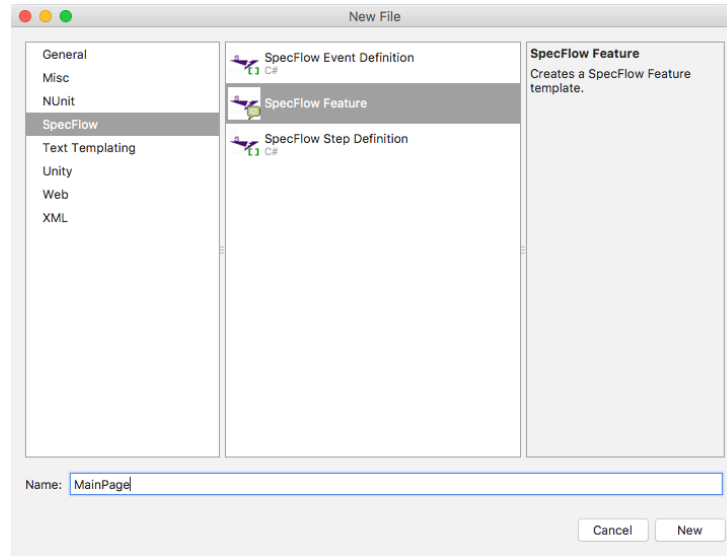 New File
General
Misc
NUnit
SpecFlow
Text Templating
Unity
Web
XML
SpecFlow Event Definition
C#
SpecFlow Feature
SpecFlow Step Definition
C#
SpecFlow Feature
Creates a SpecFlow Feature
template.
Name: MainPage
Cancel New